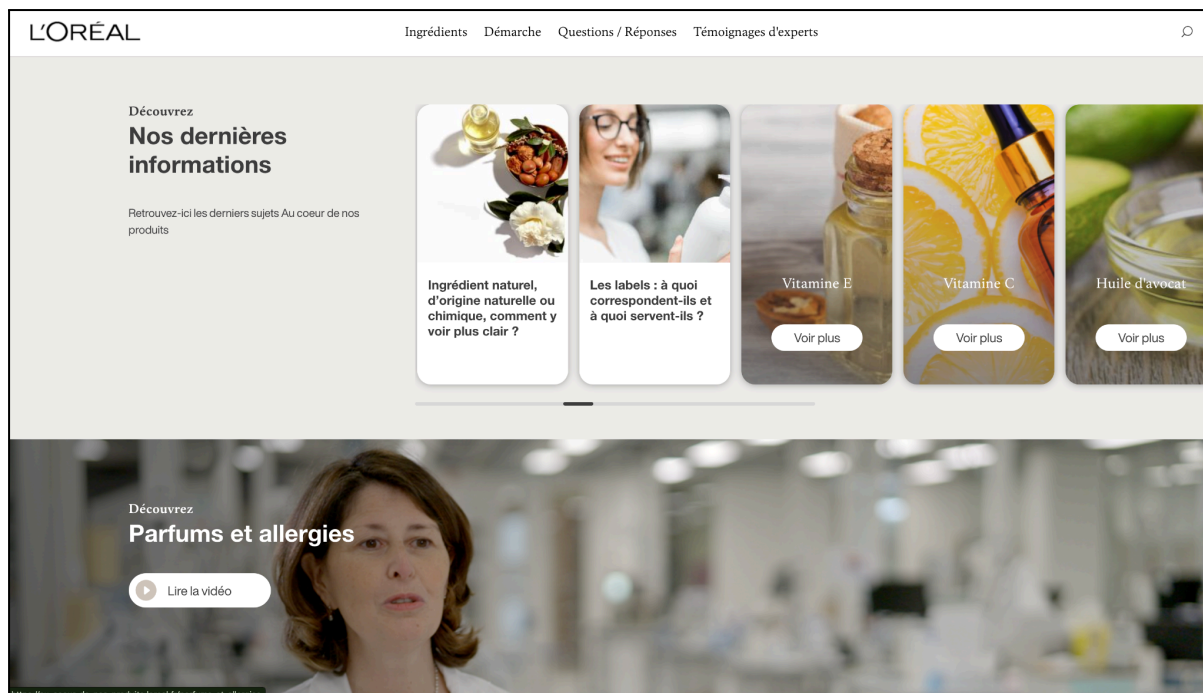 L'ORÉAL
Ingrédients Démarche Questions / Réponses Témoignages d'experts
Découvrez
Nos dernières
informations
Retrouvez-ici les derniers sujets Au coeur de nos
produits
Ingrédient naturel,
d'origine naturelle ou
chimique, comment y
voir plus clair ?
Les labels : à quoi
correspondent-ils et
à quoi servent-ils ?
Vitamine E
Voir plus
Vitamine C
Voir plus
Huile d'avocat
Voir plus
Découvrez
Parfums et allergies
Lire la vidéo